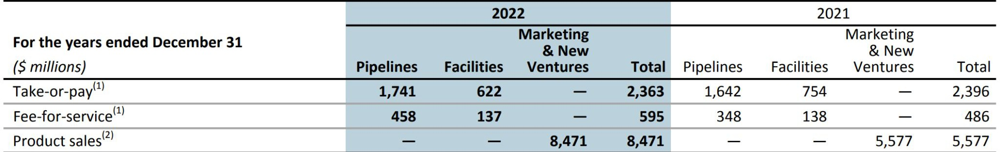 2022 2021
For the years ended December 31
($ millions)
Pipelines Facilities Marketing & New Ventures Total Pipelines Facilities Marketing & New Ventures Total
Take-or-pay(1) 1,741 622 — 2,363 1,642 754 — 2,396
Fee-for-service(1) 458 137 — 595 348 138 — 486
Product sales(2) — — 8,471 8,471 — — 5,577 5,577